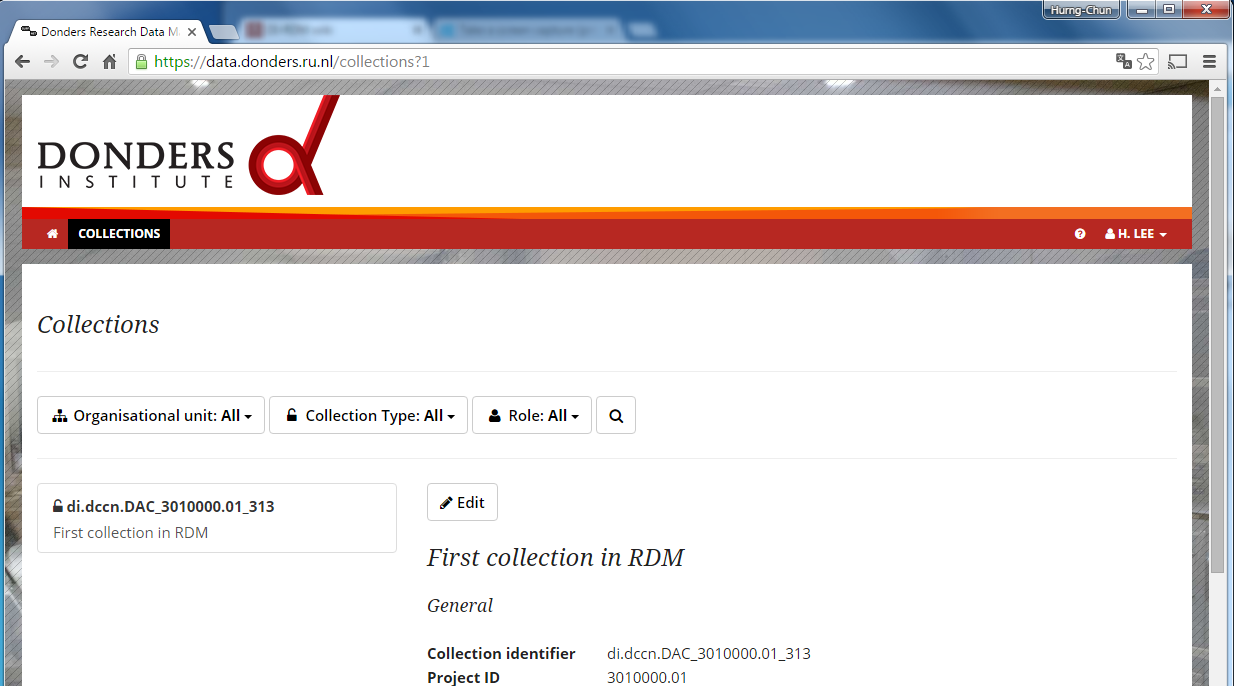 Hurng-Chun
Donders Research Data M
https://data.donders.ru.nl/collections?1
DONDERS
INSTITUTE
COLLECTIONS
H. LEE
Collections
Organisational unit: All
Collection Type: All
Role: All
di.dccn.DAC_3010000.01_313
First collection in RDM
Edit
First collection in RDM
General
Collection identifier di.dccn.DAC_3010000.01_313
Project ID 3010000.01